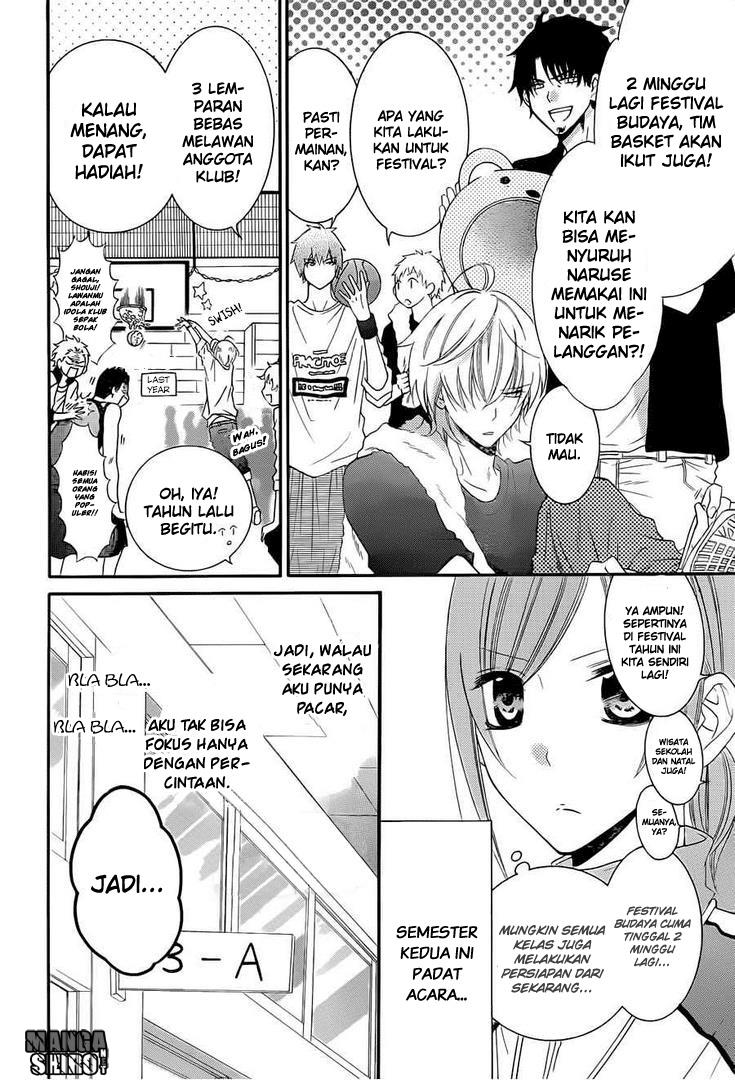 2 MINGGU
LAGI FESTIVAL
BUDAYA, TIM
BASKET AKAN
IKUT JUGA!
KITA KAN
BISA ME-
NYURUH
NARUSE
MEMAKAI INI
UNTUK ME-
NARIK PE-
LANGGAN?!
APA YANG
KITA LAKU-
KAN UNTUK
FESTIVAL?
PASTI
PER-
MAINAN,
KAN?
TIDAK
MAU.
3 LEM-
PARAN
BEBAS
MELAWAN
ANGGOTA
KLUB!
KALAU
MENANG,
DAPAT
HADIAH!
SWISH!
JANGAN
GAGAL,
SHOUJI!
LAWANMU
ADALAH
IDOLA KLUB
SEPAK
BOLA!
LAST
YEAR
WAH,
BAGUS!
HABISI
SEMUA
ORANG
YANG
POP-
ULER!!
OH, IYA!
TAHUN LALU
BEGITU.
YA AMPUN!
SEPERTINYA
DI FESTIVAL
TAHUN INI
KITA SENDIRI
LAGI!
WISATA
SEKOLAH
DAN NATAL
JUGA!
SE-
MUANYA,
YA?
FESTIVAL
BUDAYA CUMA
TINGGAL 2
MINGGU
LAGI...
MUNGKIN SEMUA
KELAS JUGA
MELAKUKAN
PERSIAPAN DARI
SEKARANG...
SEMESTER
KEDUA INI
PADAT
ACARA...
JADI, WALAU
SEKARANG
AKU PUNYA
PACAR,
AKU TAK BISA
FOKUS HANYA
DENGAN PER-
CINTAAN.
BLA BLA...
BLA BLA...
JADI...
3-A
MANGA
SHIRO!